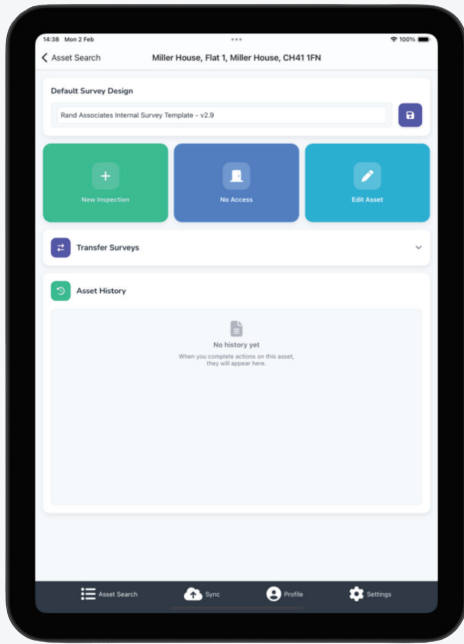 14:38 Mon 2 Feb
100%
Asset Search
Miller House, Flat 1, Miller House, CH41 1FN
Default Survey Design
Rand Associates Internal Survey Template - v2.9
New Inspection
No Access
Edit Asset
Transfer Surveys
Asset History
No history yet
When you complete actions on this asset,
they will appear here.
Asset Search
Sync
Profile
Settings